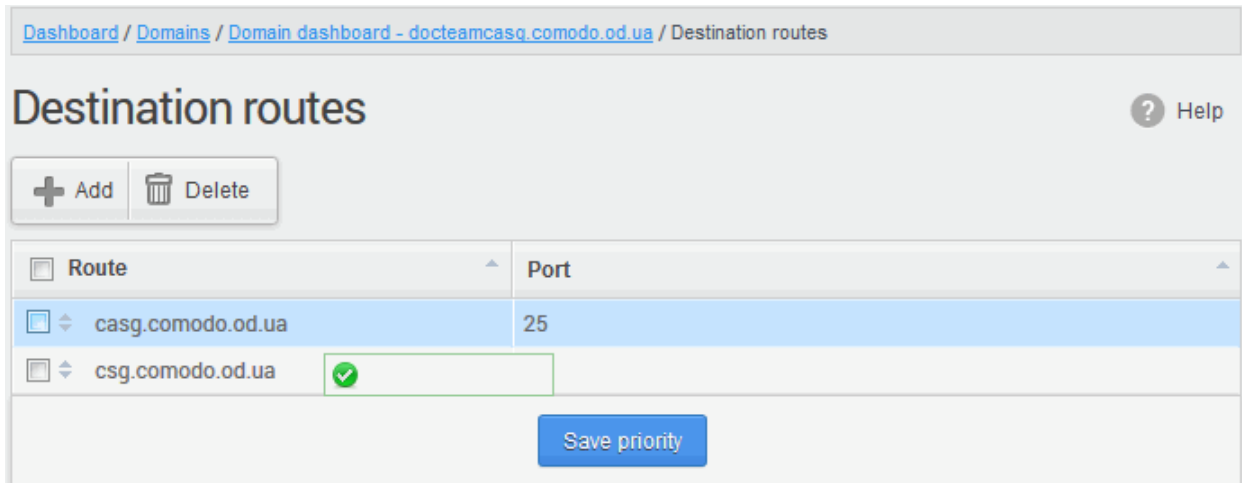 Dashboard / Domains / Domain dashboard - docteamcasg.comodo.od.ua / Destination routes
Destination routes
? Help
Add Delete
Route Port
casg.comodo.od.ua 25
csg.comodo.od.ua
Save priority